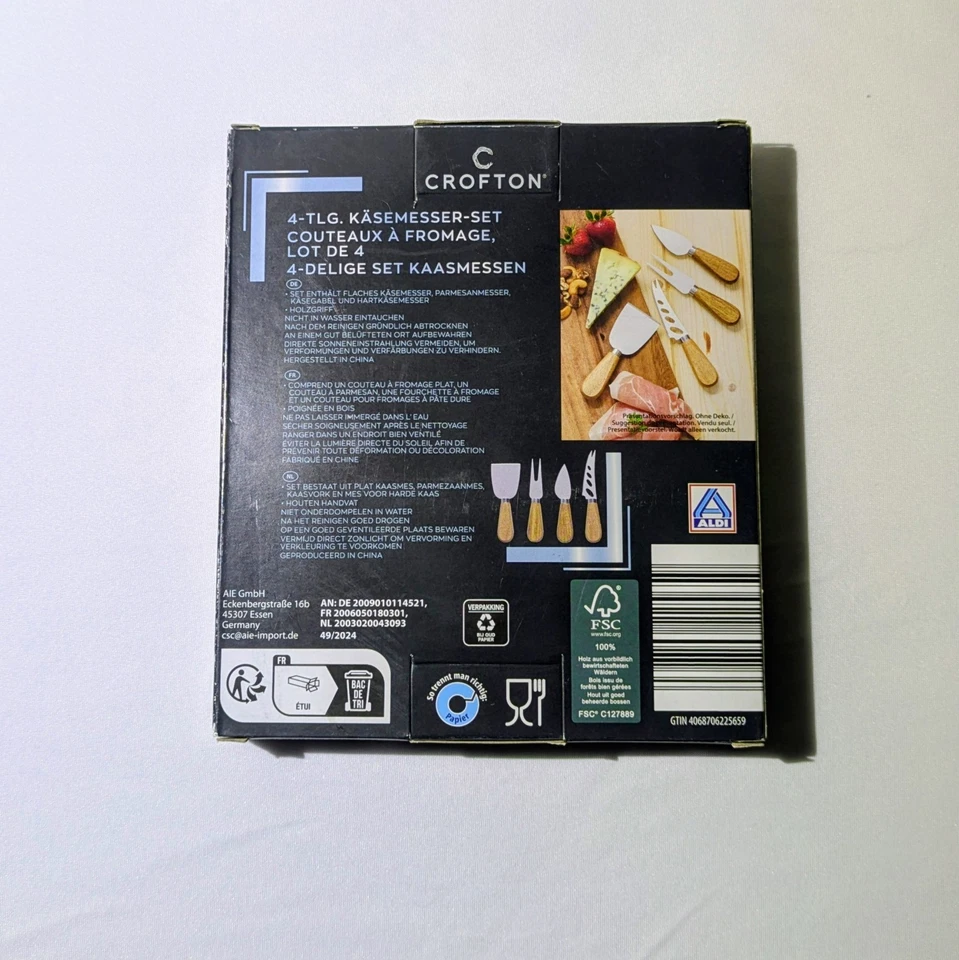 CROFTON®
4-TLG. KÄSEMESSER-SET
COUTEAUX À FROMAGE,
LOT DE 4
4-DELIGE SET KAASMESSEN
DE
• SET ENTHÄLT FLACHES KÄSEMESSER, PARMESANMESSER,
KÄSEGABEL UND HARTKÄSEMESSER
• HOLZGRIFF
NICHT IN WASSER EINTAUCHEN
NACH DEM REINIGEN GRÜNDLICH ABTROCKNEN
AN EINEM GUT BELÜFTETEN ORT AUFBEWAHREN
DIREKTE SONNENEINSTRAHLUNG VERMEIDEN, UM
VERFORMUNGEN UND VERFÄRBUNGEN ZU VERHINDERN.
HERGESTELLT IN CHINA
FR
• COMPREND UN COUTEAU À FROMAGE PLAT, UN
COUTEAU À PARMESAN, UNE FOURCHETTE À FROMAGE
ET UN COUTEAU POUR FROMAGES À PÂTE DURE
• POIGNÉE EN BOIS
NE PAS LAISSER IMMERGÉ DANS L'EAU
SÉCHER SOIGNEUSEMENT APRÈS LE NETTOYAGE
RANGER DANS UN ENDROIT BIEN VENTILÉ
ÉVITER LA LUMIÈRE DIRECTE DU SOLEIL AFIN DE
PRÉVENIR TOUTE DÉFORMATION OU DÉCOLORATION
FABRIQUÉ EN CHINE
NL
• SET BESTAAT UIT PLAT KAASMES, PARMEZAANMES,
KAASVORK EN MES VOOR HARDE KAAS
• HOUTEN HANDVAT
NIET ONDERDOMPELEN IN WATER
NA HET REINIGEN GOED DROGEN
OP EEN GOED GEVENTILEERDE PLAATS BEWAREN
VERMIJD DIRECT ZONLICHT OM VERVORMING EN
VERKLEURING TE VOORKOMEN
GEPRODUCEERD IN CHINA
Präsentationsvorschlag. Ohne Deko. /
Suggestion de présentation. Vendu seul. /
Presentatievoorstel. Wordt alleen verkocht.
ALDI
AIE GmbH
Eckenbergstraße 16b
45307 Essen
Germany
csc@aie-import.de
AN: DE 2009010114521,
FR 2006050180301,
NL 2003020043093
49/2024
VERPAKKING
BIJ OUD
PAPIER
FR
ÉTUI
BAC
DE
TRI
So trennt man richtig:
Papier
FSC
www.fsc.org
100%
Holz aus vorbildlich
bewirtschafteten
Wäldern
Bois issu de
forêts bien gérées
Hout uit goed
beheerde bossen
FSC® C127889
GTIN 4068706225659